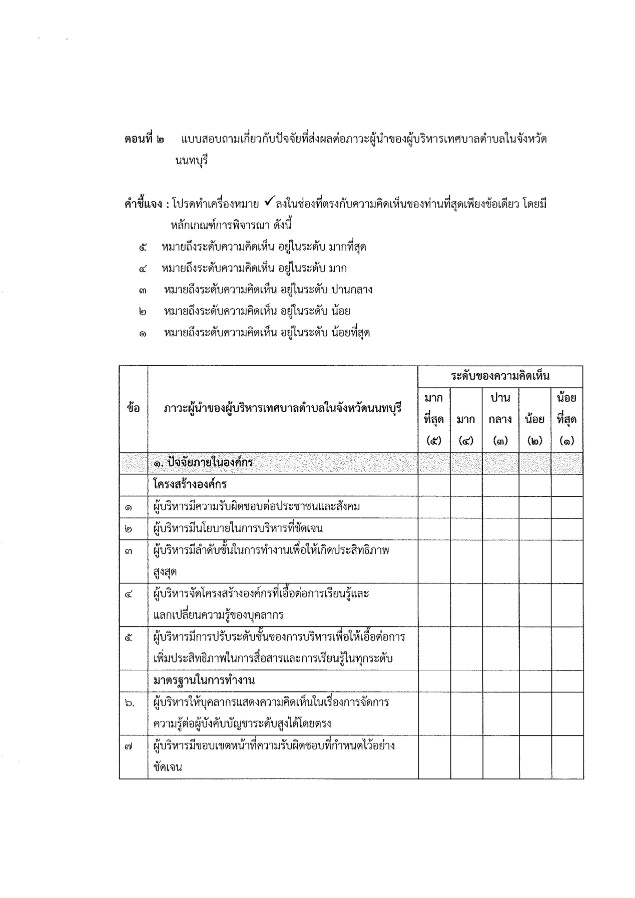 ตอนที่ ๒ แบบสอบถามเกี่ยวกับปัจจัยที่ส่งผลต่อภาวะผู้นำของผู้บริหารเทศบาลตำบลในจังหวัด
นนทบุรี
คำชี้แจง : โปรดทำเครื่องหมาย ✓ ลงในช่องที่ตรงกับความคิดเห็นของท่านที่สุดเพียงข้อเดียว โดยมี
หลักเกณฑ์การพิจารณา ดังนี้
๕ หมายถึงระดับความคิดเห็น อยู่ในระดับ มากที่สุด
๔ หมายถึงระดับความคิดเห็น อยู่ในระดับ มาก
๓ หมายถึงระดับความคิดเห็น อยู่ในระดับ ปานกลาง
๒ หมายถึงระดับความคิดเห็น อยู่ในระดับ น้อย
๑ หมายถึงระดับความคิดเห็น อยู่ในระดับ น้อยที่สุด
ข้อ
ภาวะผู้นำของผู้บริหารเทศบาลตำบลในจังหวัดนนทบุรี
ระดับของความคิดเห็น
มาก
ที่สุด
(๕)
มาก
(๔)
ปาน
กลาง
(๓)
น้อย
(๒)
น้อย
ที่สุด
(๑)
๑. ปัจจัยภายในองค์กร
โครงสร้างองค์กร
๑ ผู้บริหารมีความรับผิดชอบต่อประชาชนและสังคม
๒ ผู้บริหารมีนโยบายในการบริหารที่ชัดเจน
๓ ผู้บริหารมีลำดับชั้นในการทำงานเพื่อให้เกิดประสิทธิภาพ
สูงสุด
๔ ผู้บริหารจัดโครงสร้างองค์กรที่เอื้อต่อการเรียนรู้และ
แลกเปลี่ยนความรู้ของบุคลากร
๕ ผู้บริหารมีการปรับระดับชั้นของการบริหารเพื่อให้เอื้อต่อการ
เพิ่มประสิทธิภาพในการสื่อสารและการเรียนรู้ในทุกระดับ
มาตรฐานในการทำงาน
๖. ผู้บริหารให้บุคลากรแสดงความคิดเห็นในเรื่องการจัดการ
ความรู้ต่อผู้บังคับบัญชาระดับสูงได้โดยตรง
๗ ผู้บริหารมีขอบเขตหน้าที่ความรับผิดชอบที่กำหนดไว้อย่าง
ชัดเจน